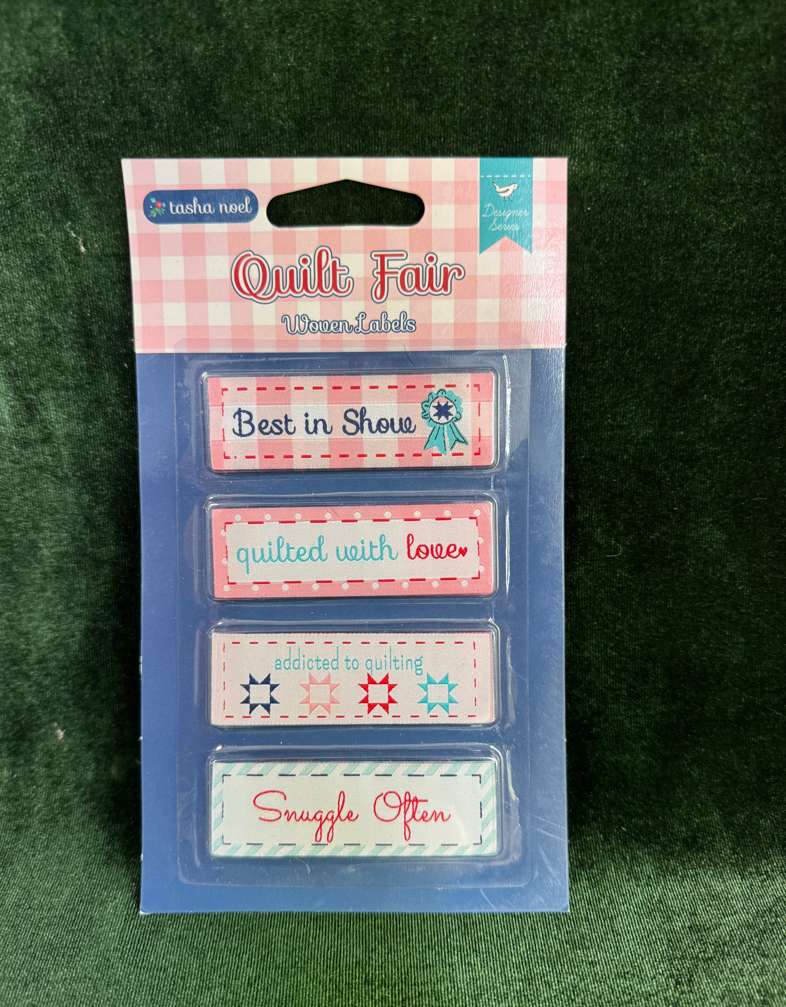 tasha noel
Designer
Series
Quilt Fair
Woven Labels
Best in Show
quilted with love
addicted to quilting
Snuggle Often